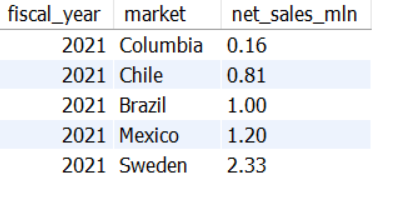 fiscal_year market net_sales_mln
2021 Columbia 0.16
2021 Chile 0.81
2021 Brazil 1.00
2021 Mexico 1.20
2021 Sweden 2.33